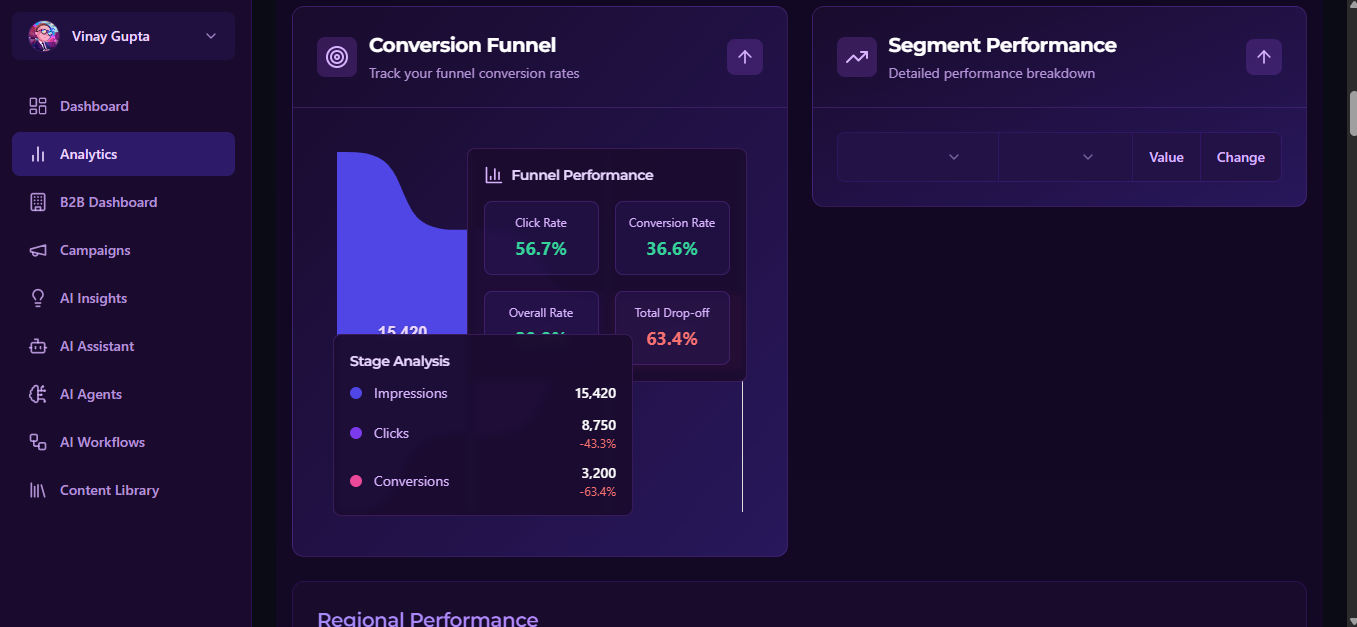 Vinay Gupta
Dashboard
Analytics
B2B Dashboard
Campaigns
AI Insights
AI Assistant
AI Agents
AI Workflows
Content Library
Conversion Funnel
Track your funnel conversion rates
Funnel Performance
Click Rate
56.7%
Conversion Rate
36.6%
Overall Rate
Total Drop-off
63.4%
15,420
Stage Analysis
Impressions
15,420
Clicks
8,750
-43.3%
Conversions
3,200
-63.4%
Segment Performance
Detailed performance breakdown
Value
Change
Regional Performance